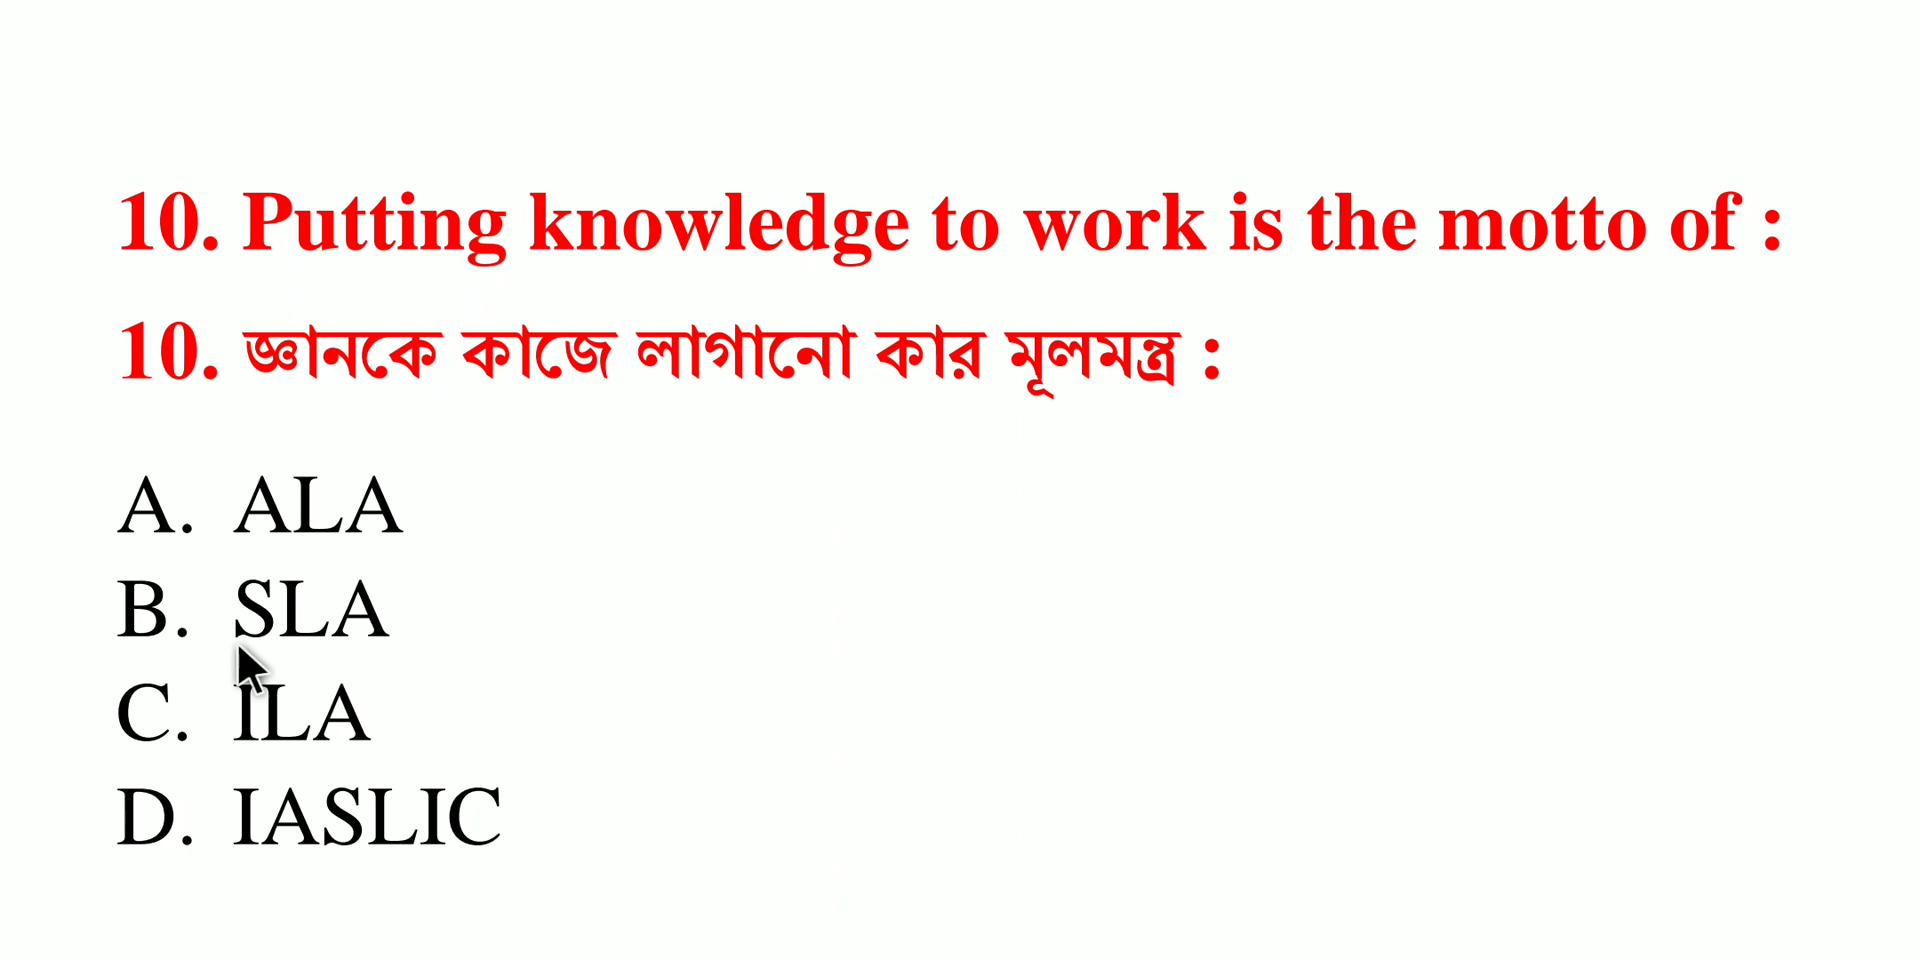 10. Putting knowledge to work is the motto of :
10. জ্ঞানকে কাজে লাগানো কার মূলমন্ত্র :
A. ALA
B. SLA
C. ILA
D. IASLIC